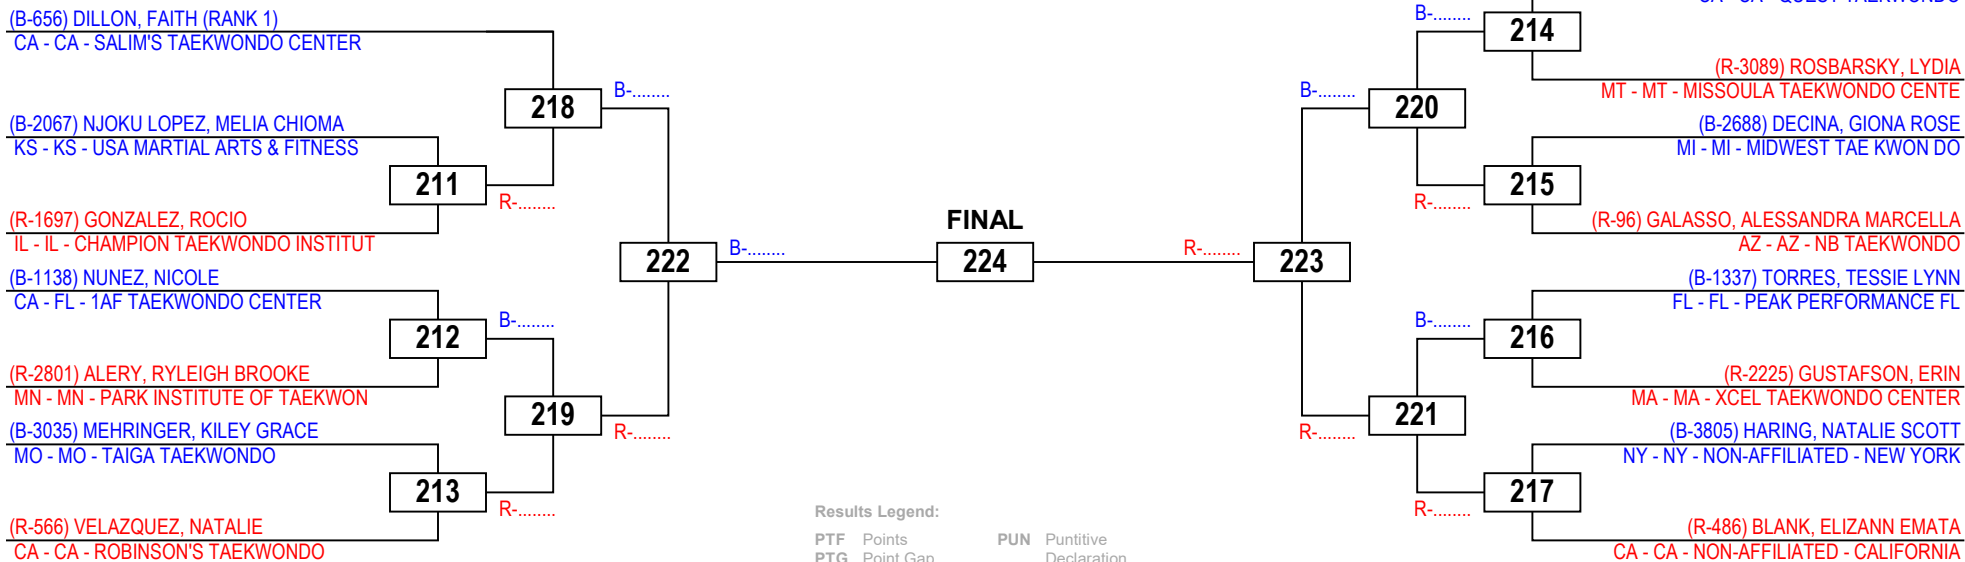 (B-656) DILLON, FAITH (RANK 1)
CA - CA - SALIM'S TAEKWONDO CENTER
218
B-........
(B-2067) NJOKU LOPEZ, MELIA CHIOMA
KS - KS - USA MARTIAL ARTS & FITNESS
211
R-........
(R-1697) GONZALEZ, ROCIO
IL - IL - CHAMPION TAEKWONDO INSTITUT
222
B-........
(B-1138) NUNEZ, NICOLE
CA - FL - 1AF TAEKWONDO CENTER
212
B-........
(R-2801) ALERY, RYLEIGH BROOKE
MN - MN - PARK INSTITUTE OF TAEKWON
219
R-........
(B-3035) MEHRINGER, KILEY GRACE
MO - MO - TAIGA TAEKWONDO
213
R-........
(R-566) VELAZQUEZ, NATALIE
CA - CA - ROBINSON'S TAEKWONDO
FINAL
224
Results Legend:
PTF Points
PUN Puntitive
PTG Point Gap
Declaration
CA - CA - QUEST TAEKWONDO
B-........
214
(R-3089) ROSBARSKY, LYDIA
MT - MT - MISSOULA TAEKWONDO CENTE
B-........
220
(B-2688) DECINA, GIONA ROSE
MI - MI - MIDWEST TAE KWON DO
215
R-........
(R-96) GALASSO, ALESSANDRA MARCELLA
AZ - AZ - NB TAEKWONDO
R-........
223
(B-1337) TORRES, TESSIE LYNN
FL - FL - PEAK PERFORMANCE FL
B-........
216
(R-2225) GUSTAFSON, ERIN
MA - MA - XCEL TAEKWONDO CENTER
221
R-........
(B-3805) HARING, NATALIE SCOTT
NY - NY - NON-AFFILIATED - NEW YORK
217
R-........
(R-486) BLANK, ELIZANN EMATA
CA - CA - NON-AFFILIATED - CALIFORNIA